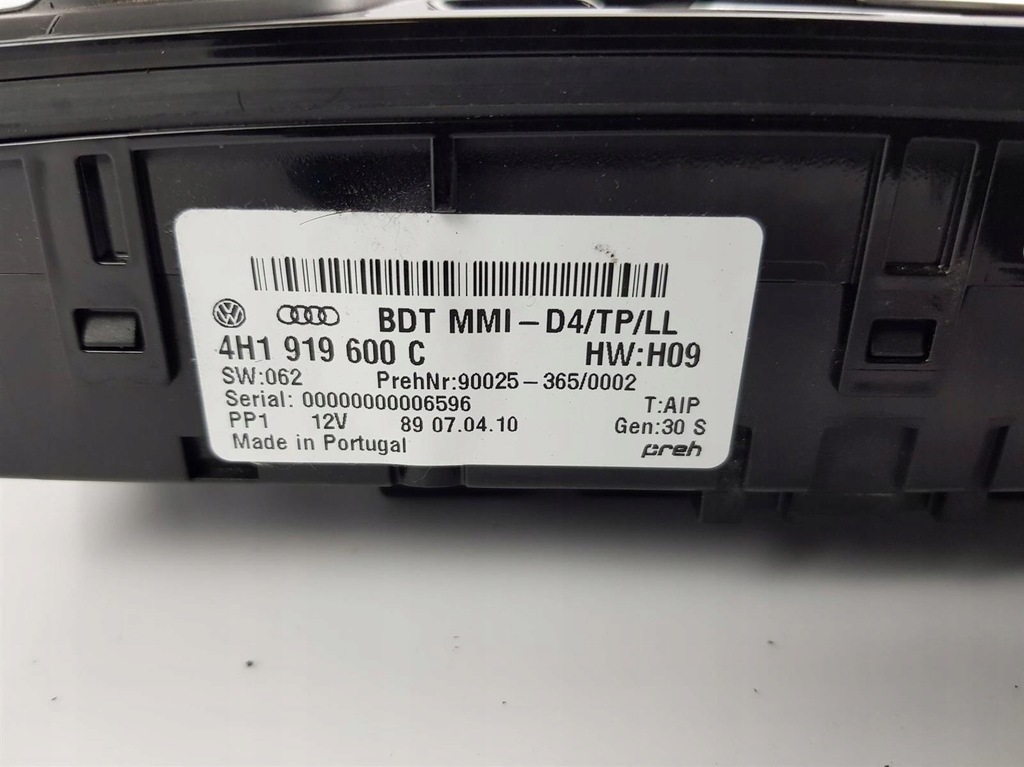 BDT MMI-D4/TP/LL
4H1 919 600 C HW:H09
SW:062 PrehNr:90025-365/0002
Serial: 00000000006596 T:AIP
PP1 12V 89 07.04.10 Gen:30 S
Made in Portugal preh